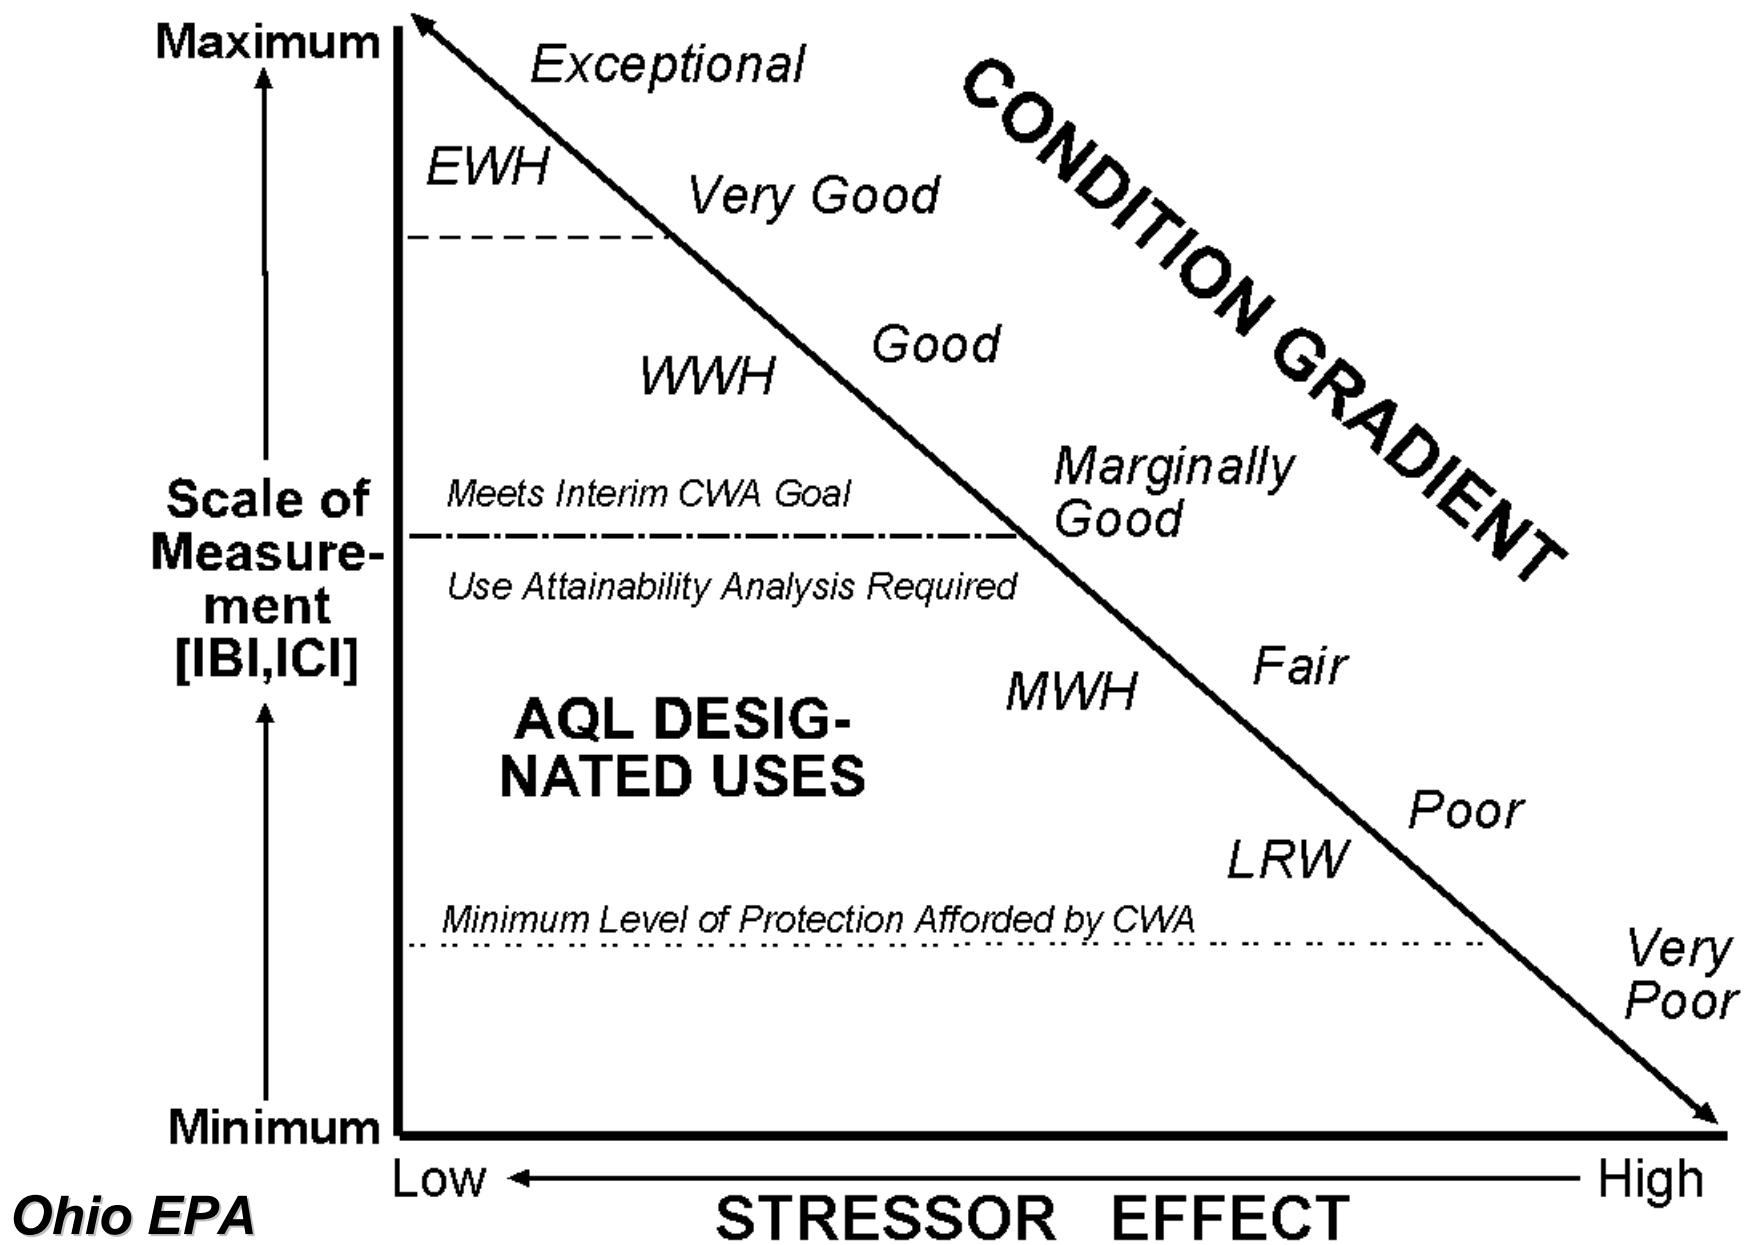 Maximum
Exceptional
CONDITION GRADIENT
EWH
Very Good
Good
WWH
Marginally
Good
Meets Interim CWA Goal
Scale of
Measure-
ment
[IBI,ICI]
Use Attainability Analysis Required
Fair
MWH
AQL DESIG-
NATED USES
Poor
LRW
Minimum Level of Protection Afforded by CWA
Very
Poor
Minimum
Low
High
STRESSOR EFFECT
Ohio EPA